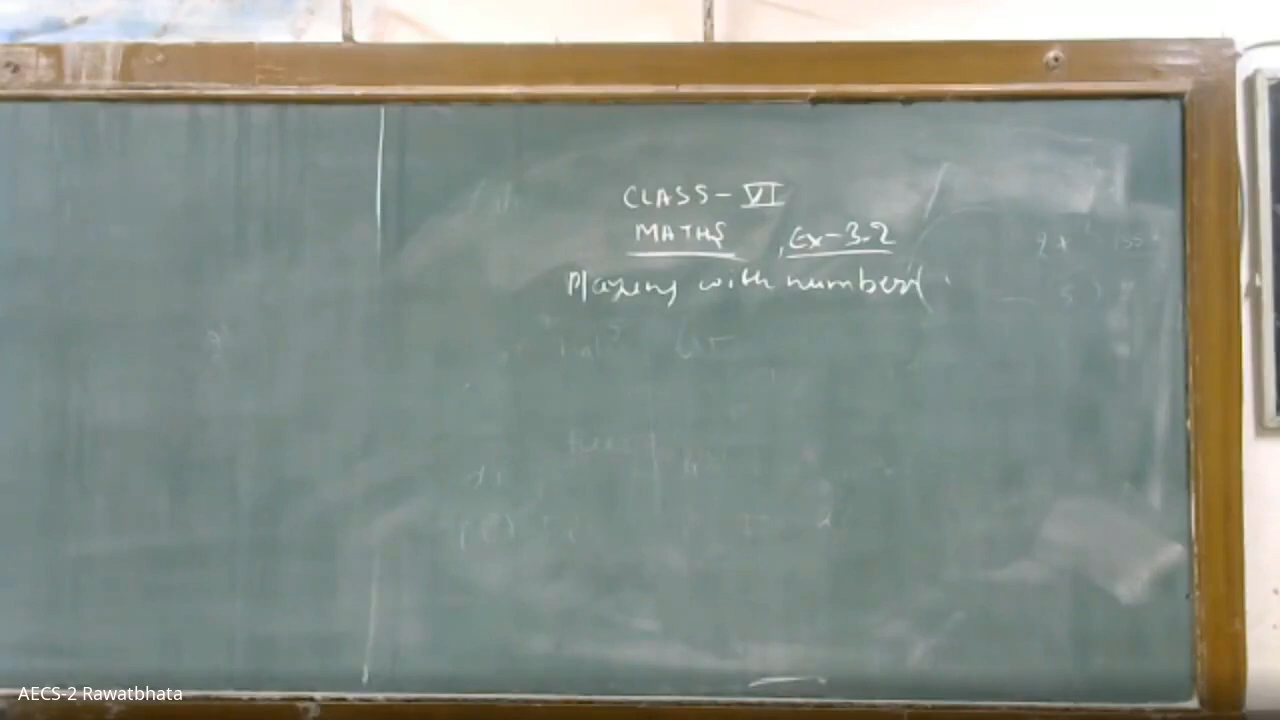 CLASS-VI
MATHS, Ex-3.2
Playing with numbers
AECS-2 Rawatbhata